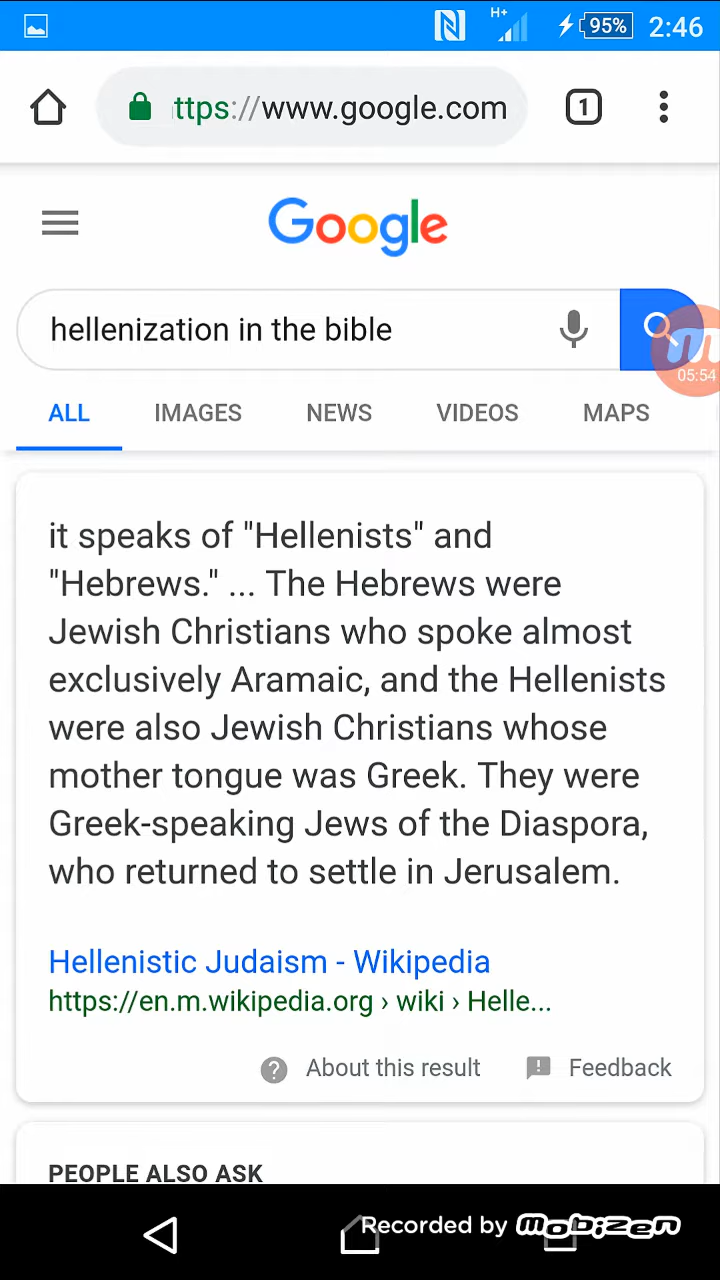 H+ 95% 2:46
ttps://www.google.com 1
Google
hellenization in the bible
05:54
ALL IMAGES NEWS VIDEOS MAPS
it speaks of "Hellenists" and
"Hebrews." ... The Hebrews were
Jewish Christians who spoke almost
exclusively Aramaic, and the Hellenists
were also Jewish Christians whose
mother tongue was Greek. They were
Greek-speaking Jews of the Diaspora,
who returned to settle in Jerusalem.
Hellenistic Judaism - Wikipedia
https://en.m.wikipedia.org › wiki › Helle...
? About this result ! Feedback
PEOPLE ALSO ASK
Recorded by mobizen